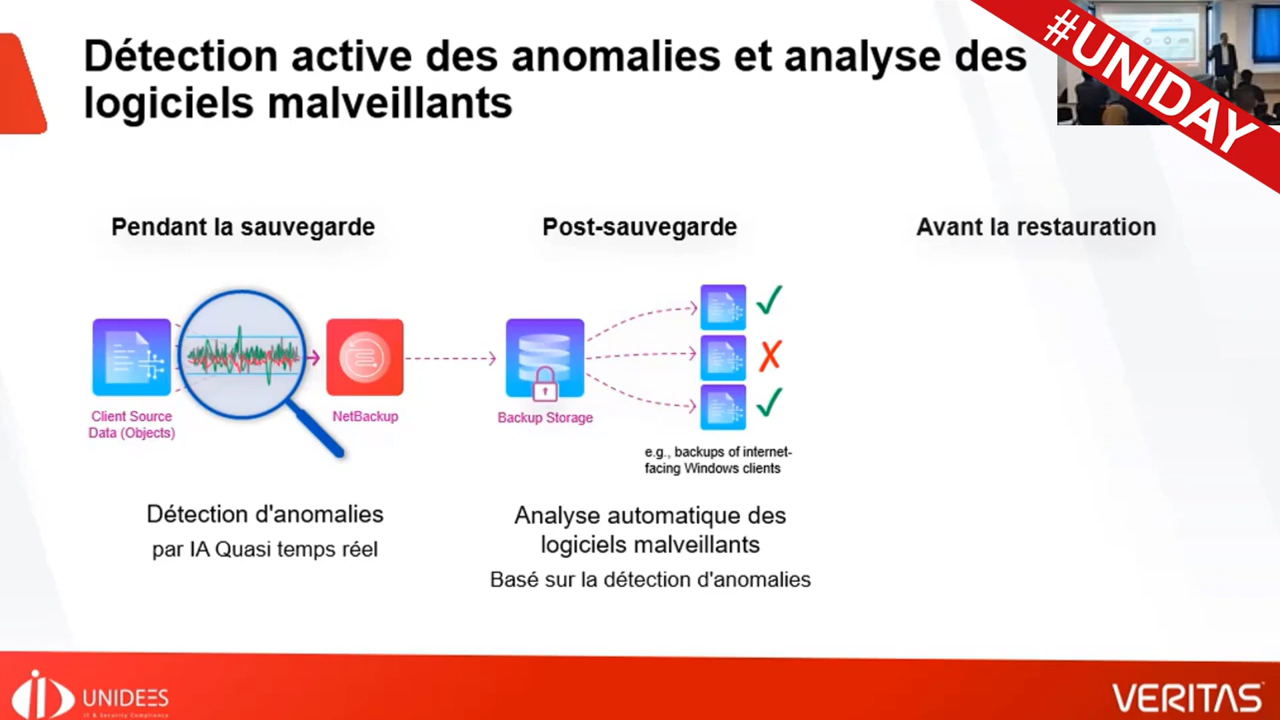 Détection active des anomalies et analyse des
logiciels malveillants
#UNIDAY
Pendant la sauvegarde
Post-sauvegarde
Avant la restauration
Client Source
Data (Objects)
NetBackup
Backup Storage
e.g., backups of internet-
facing Windows clients
Détection d'anomalies
par IA Quasi temps réel
Analyse automatique des
logiciels malveillants
Basé sur la détection d'anomalies
UNIDEES
IT & Security Compliance
VERITAS